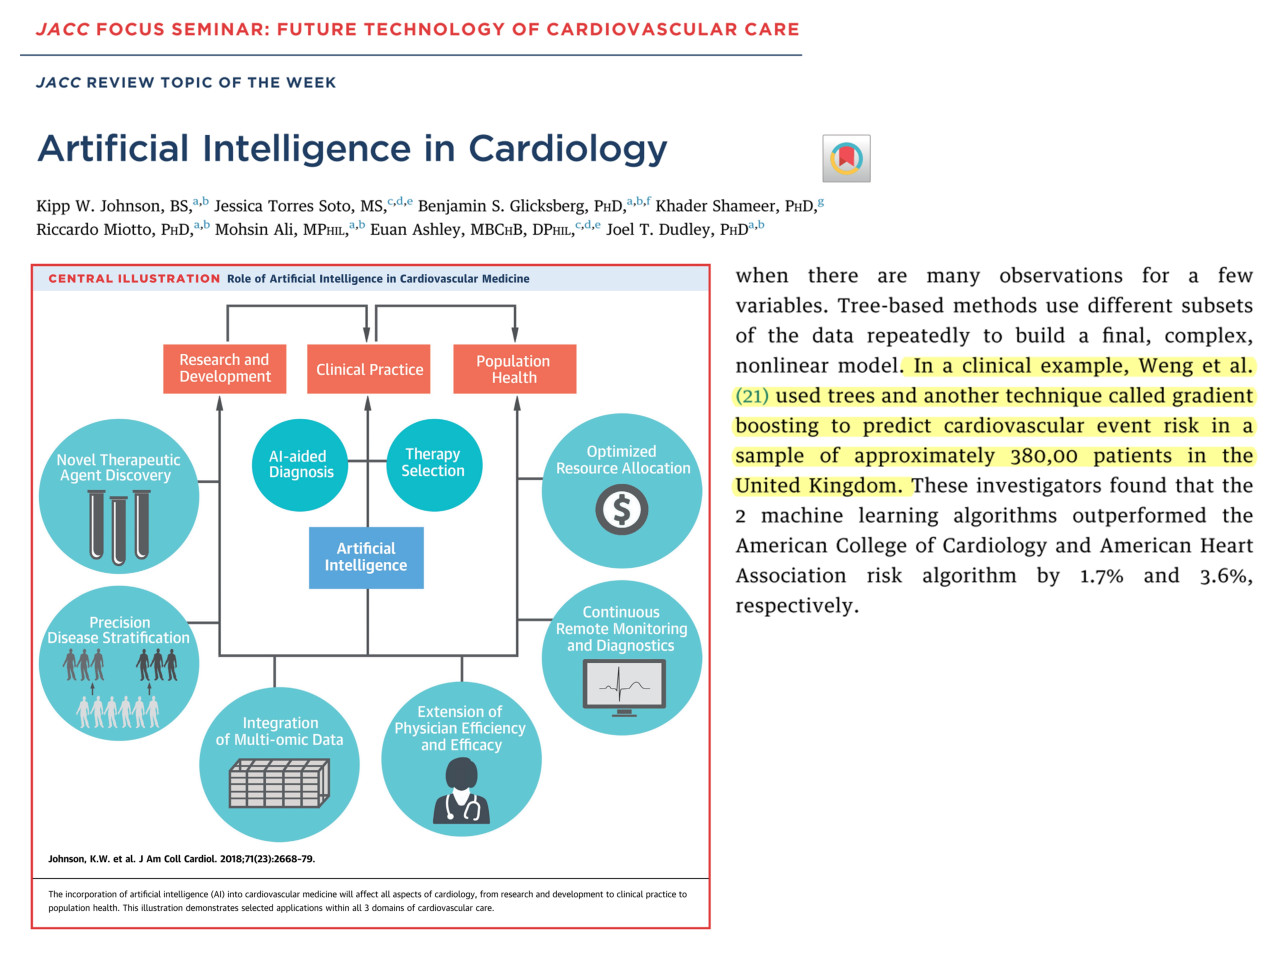 JACC FOCUS SEMINAR: FUTURE TECHNOLOGY OF CARDIOVASCULAR CARE
JACC REVIEW TOPIC OF THE WEEK
Artificial Intelligence in Cardiology
Kipp W. Johnson, BS,a,b Jessica Torres Soto, MS,c,d,e Benjamin S. Glicksberg, PHD,a,b,f Khader Shameer, PHD,g
Riccardo Miotto, PHD,a,b Mohsin Ali, MPHIL,a,b Euan Ashley, MBCHB, DPHIL,c,d,e Joel T. Dudley, PHDa,b
CENTRAL ILLUSTRATION Role of Artificial Intelligence in Cardiovascular Medicine
Research and
Development
Clinical Practice
Population
Health
Novel Therapeutic
Agent Discovery
AI-aided
Diagnosis
Therapy
Selection
Optimized
Resource Allocation
$
Artificial
Intelligence
Precision
Disease Stratification
Continuous
Remote Monitoring
and Diagnostics
Integration
of Multi-omic Data
Extension of
Physician Efficiency
and Efficacy
Johnson, K.W. et al. J Am Coll Cardiol. 2018;71(23):2668–79.
The incorporation of artificial intelligence (AI) into cardiovascular medicine will affect all aspects of cardiology, from research and development to clinical practice to
population health. This illustration demonstrates selected applications within all 3 domains of cardiovascular care.
when there are many observations for a few
variables. Tree-based methods use different subsets
of the data repeatedly to build a final, complex,
nonlinear model. In a clinical example, Weng et al.
(21) used trees and another technique called gradient
boosting to predict cardiovascular event risk in a
sample of approximately 380,00 patients in the
United Kingdom. These investigators found that the
2 machine learning algorithms outperformed the
American College of Cardiology and American Heart
Association risk algorithm by 1.7% and 3.6%,
respectively.